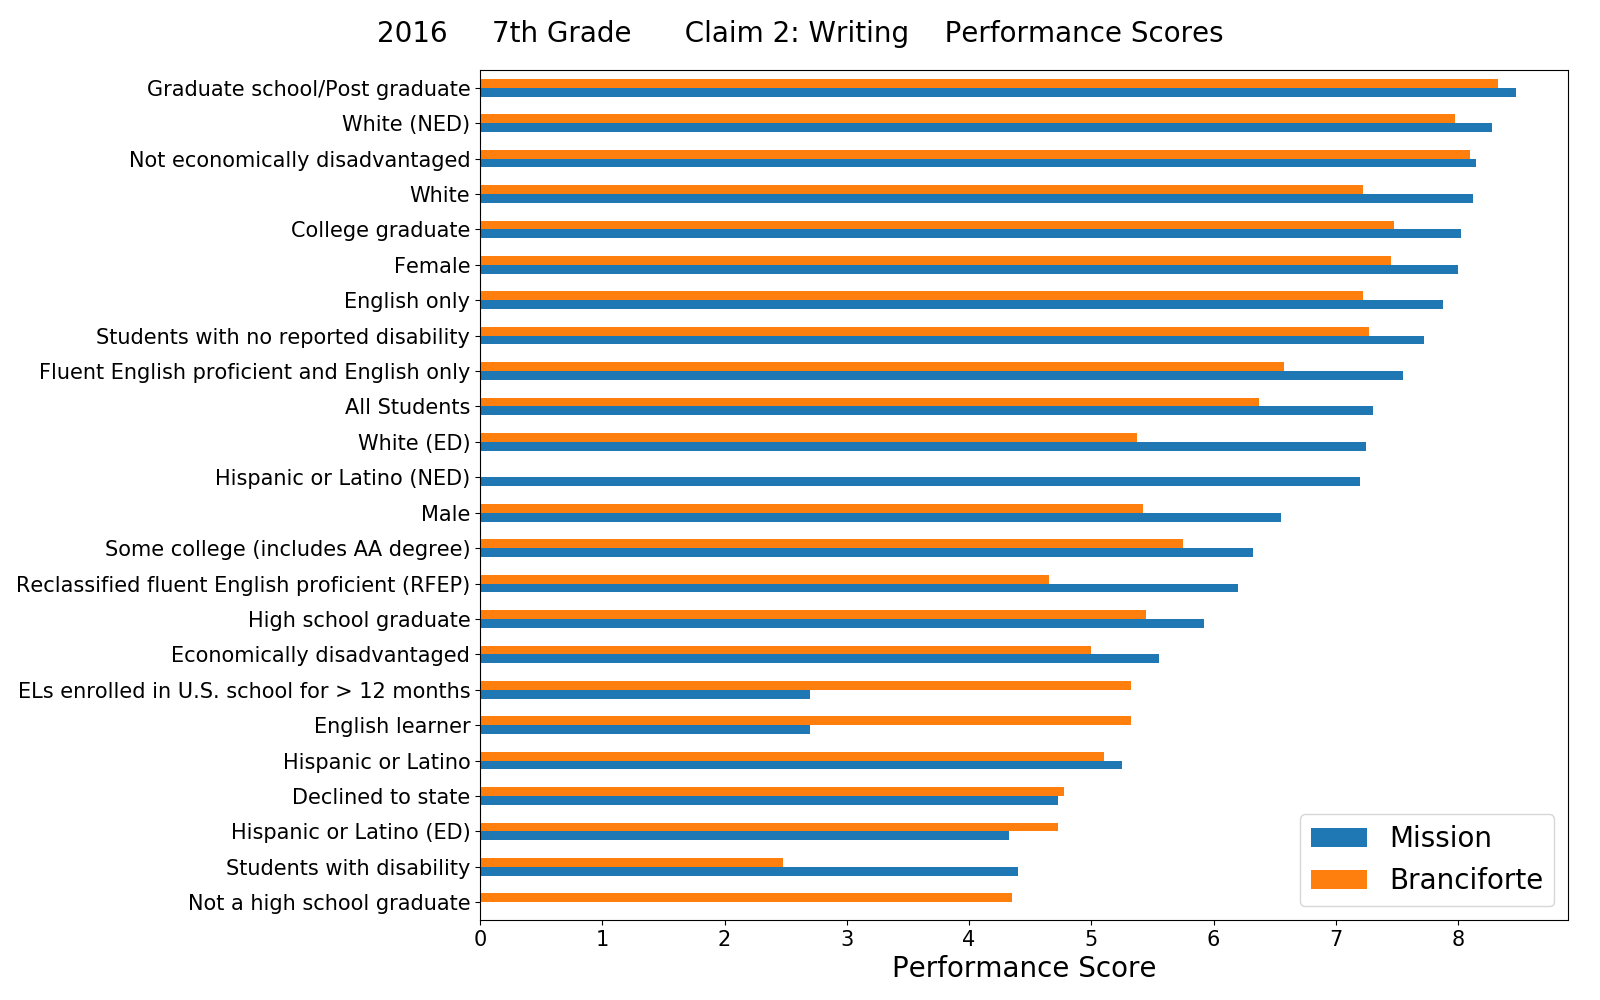 2016 7th Grade Claim 2: Writing Performance Scores
Graduate school/Post graduate
White (NED)
Not economically disadvantaged
White
College graduate
Female
English only
Students with no reported disability
Fluent English proficient and English only
All Students
White (ED)
Hispanic or Latino (NED)
Male
Some college (includes AA degree)
Reclassified fluent English proficient (RFEP)
High school graduate
Economically disadvantaged
ELs enrolled in U.S. school for > 12 months
English learner
Hispanic or Latino
Declined to state
Hispanic or Latino (ED)
Students with disability
Not a high school graduate
Mission
Branciforte
0 1 2 3 4 5 6 7 8
Performance Score